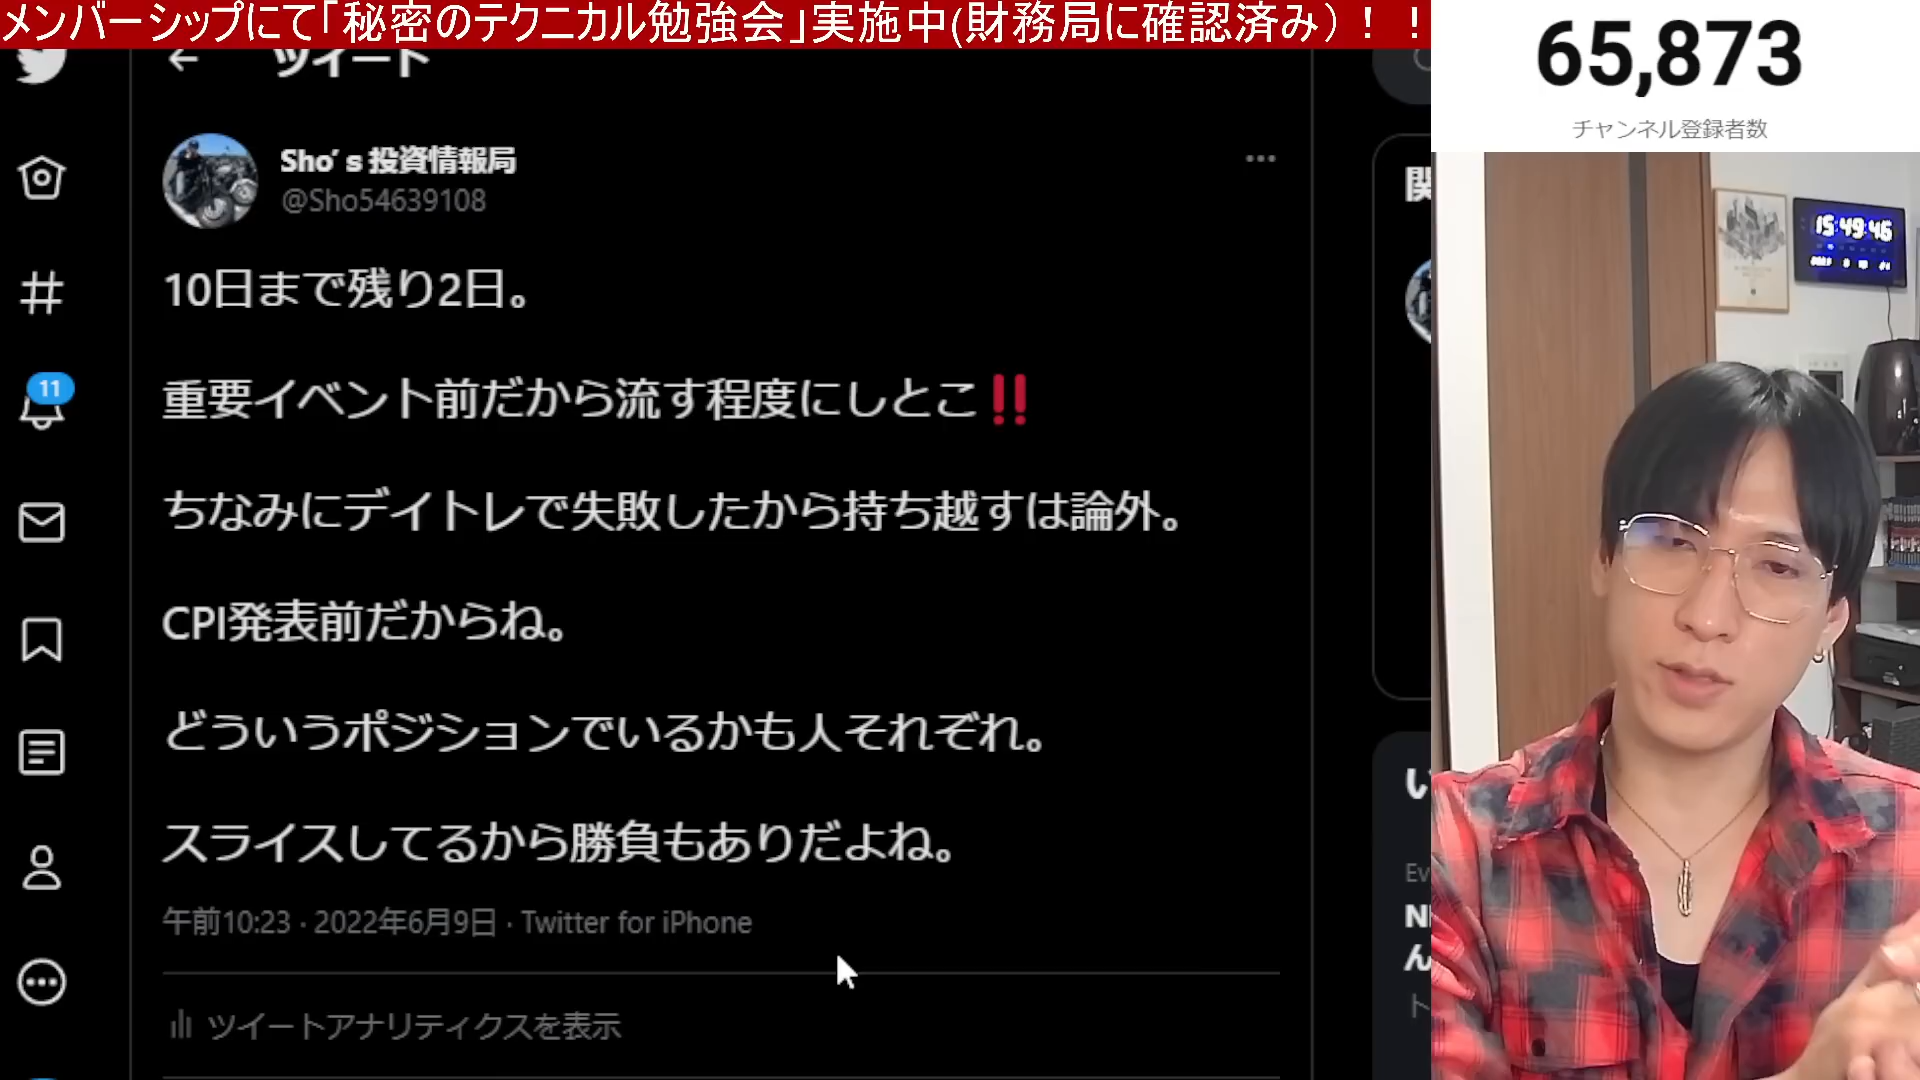 メンバーシップにて「秘密のテクニカル勉強会」実施中(財務局に確認済み）！！
65,873
チャンネル登録者数
ツイート
Sho′s 投資情報局
@Sho54639108
10日まで残り2日。
重要イベント前だから流す程度にしとこ‼
ちなみにデイトレで失敗したから持ち越すは論外。
CPI発表前だからね。
どういうポジションでいるかも人それぞれ。
スライスしてるから勝負もありだよね。
午前10:23 · 2022年6月9日 · Twitter for iPhone
ツイートアナリティクスを表示
11
15:49:46
関
い
Ev
ん
ト